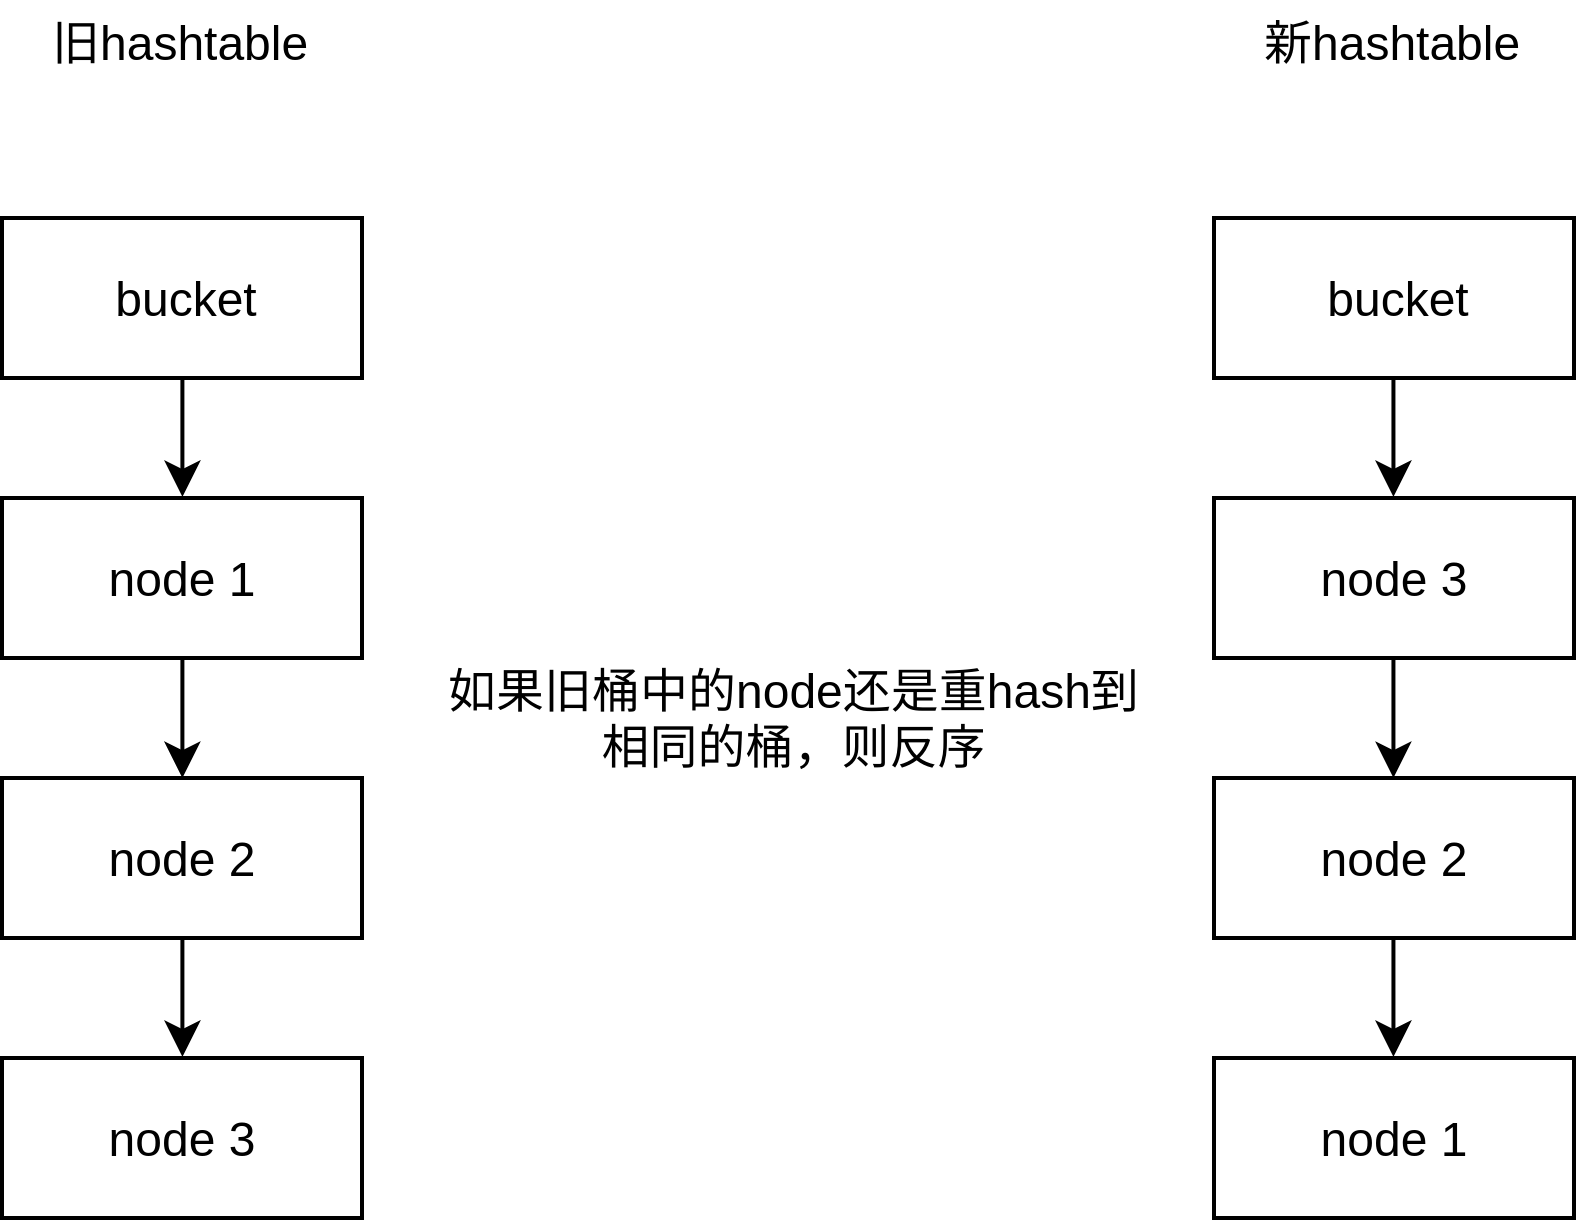 旧hashtable
新hashtable
bucket
bucket
node 1
node 3
如果旧桶中的node还是重hash到
相同的桶，则反序
node 2
node 2
node 3
node 1